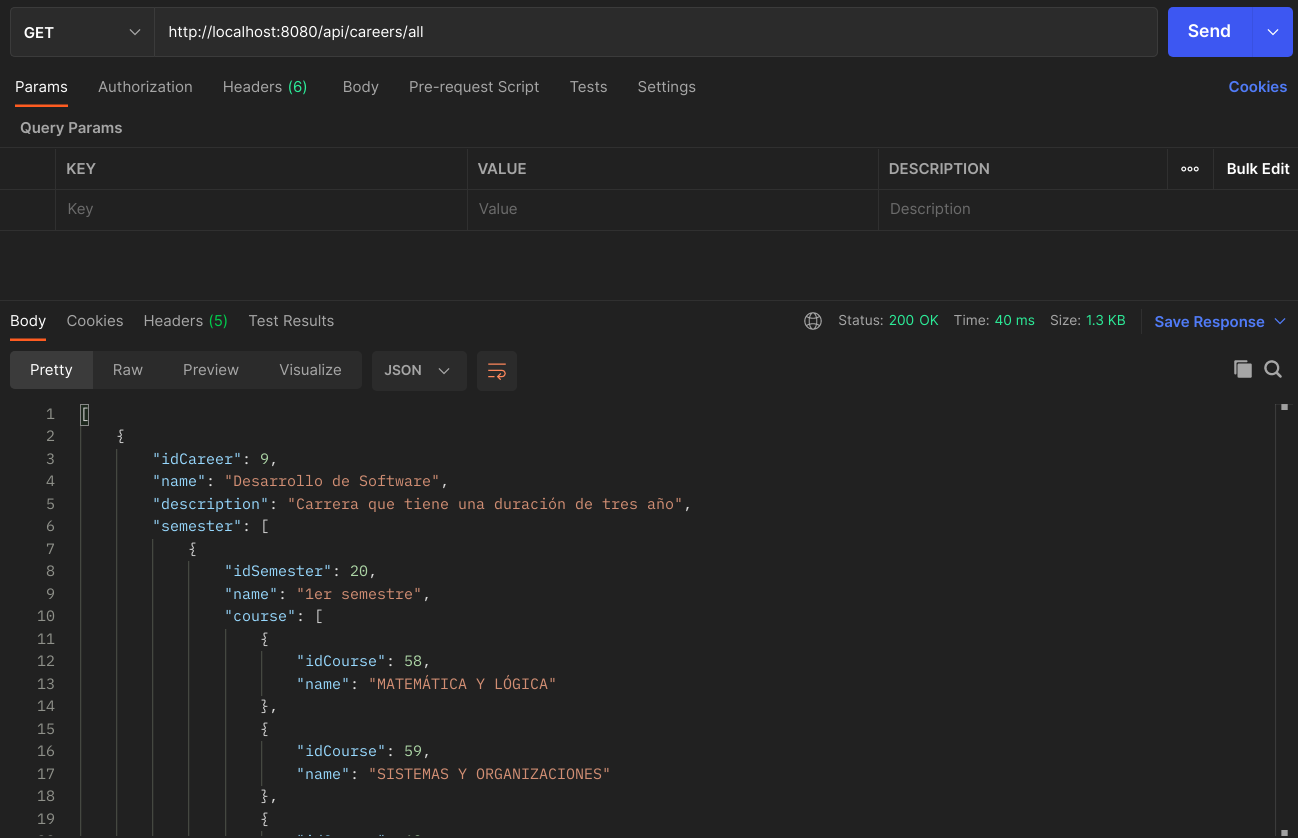 GET http://localhost:8080/api/careers/all Send
Params Authorization Headers (6) Body Pre-request Script Tests Settings Cookies
Query Params
KEY VALUE DESCRIPTION ooo Bulk Edit
Key Value Description
Body Cookies Headers (5) Test Results Status: 200 OK Time: 40 ms Size: 1.3 KB Save Response
Pretty Raw Preview Visualize JSON
1 [
2 {
3 "idCareer": 9,
4 "name": "Desarrollo de Software",
5 "description": "Carrera que tiene una duración de tres año",
6 "semester": [
7 {
8 "idSemester": 20,
9 "name": "1er semestre",
10 "course": [
11 {
12 "idCourse": 58,
13 "name": "MATEMÁTICA Y LÓGICA"
14 },
15 {
16 "idCourse": 59,
17 "name": "SISTEMAS Y ORGANIZACIONES"
18 },
19 {